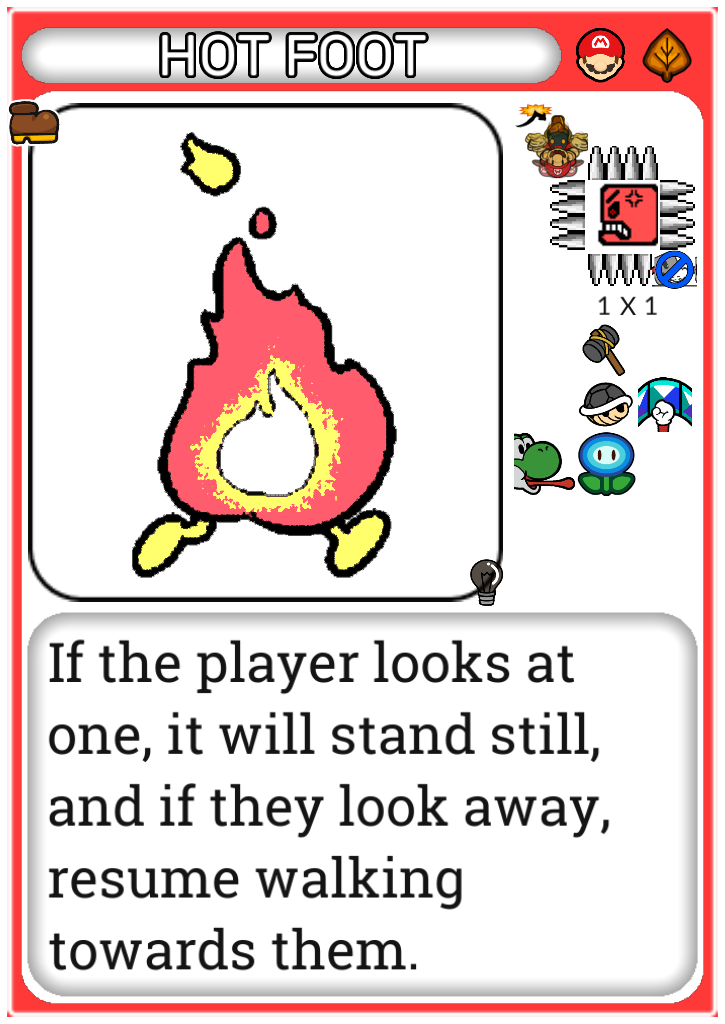 HOT FOOT
1 X 1
If the player looks at
one, it will stand still,
and if they look away,
resume walking
towards them.